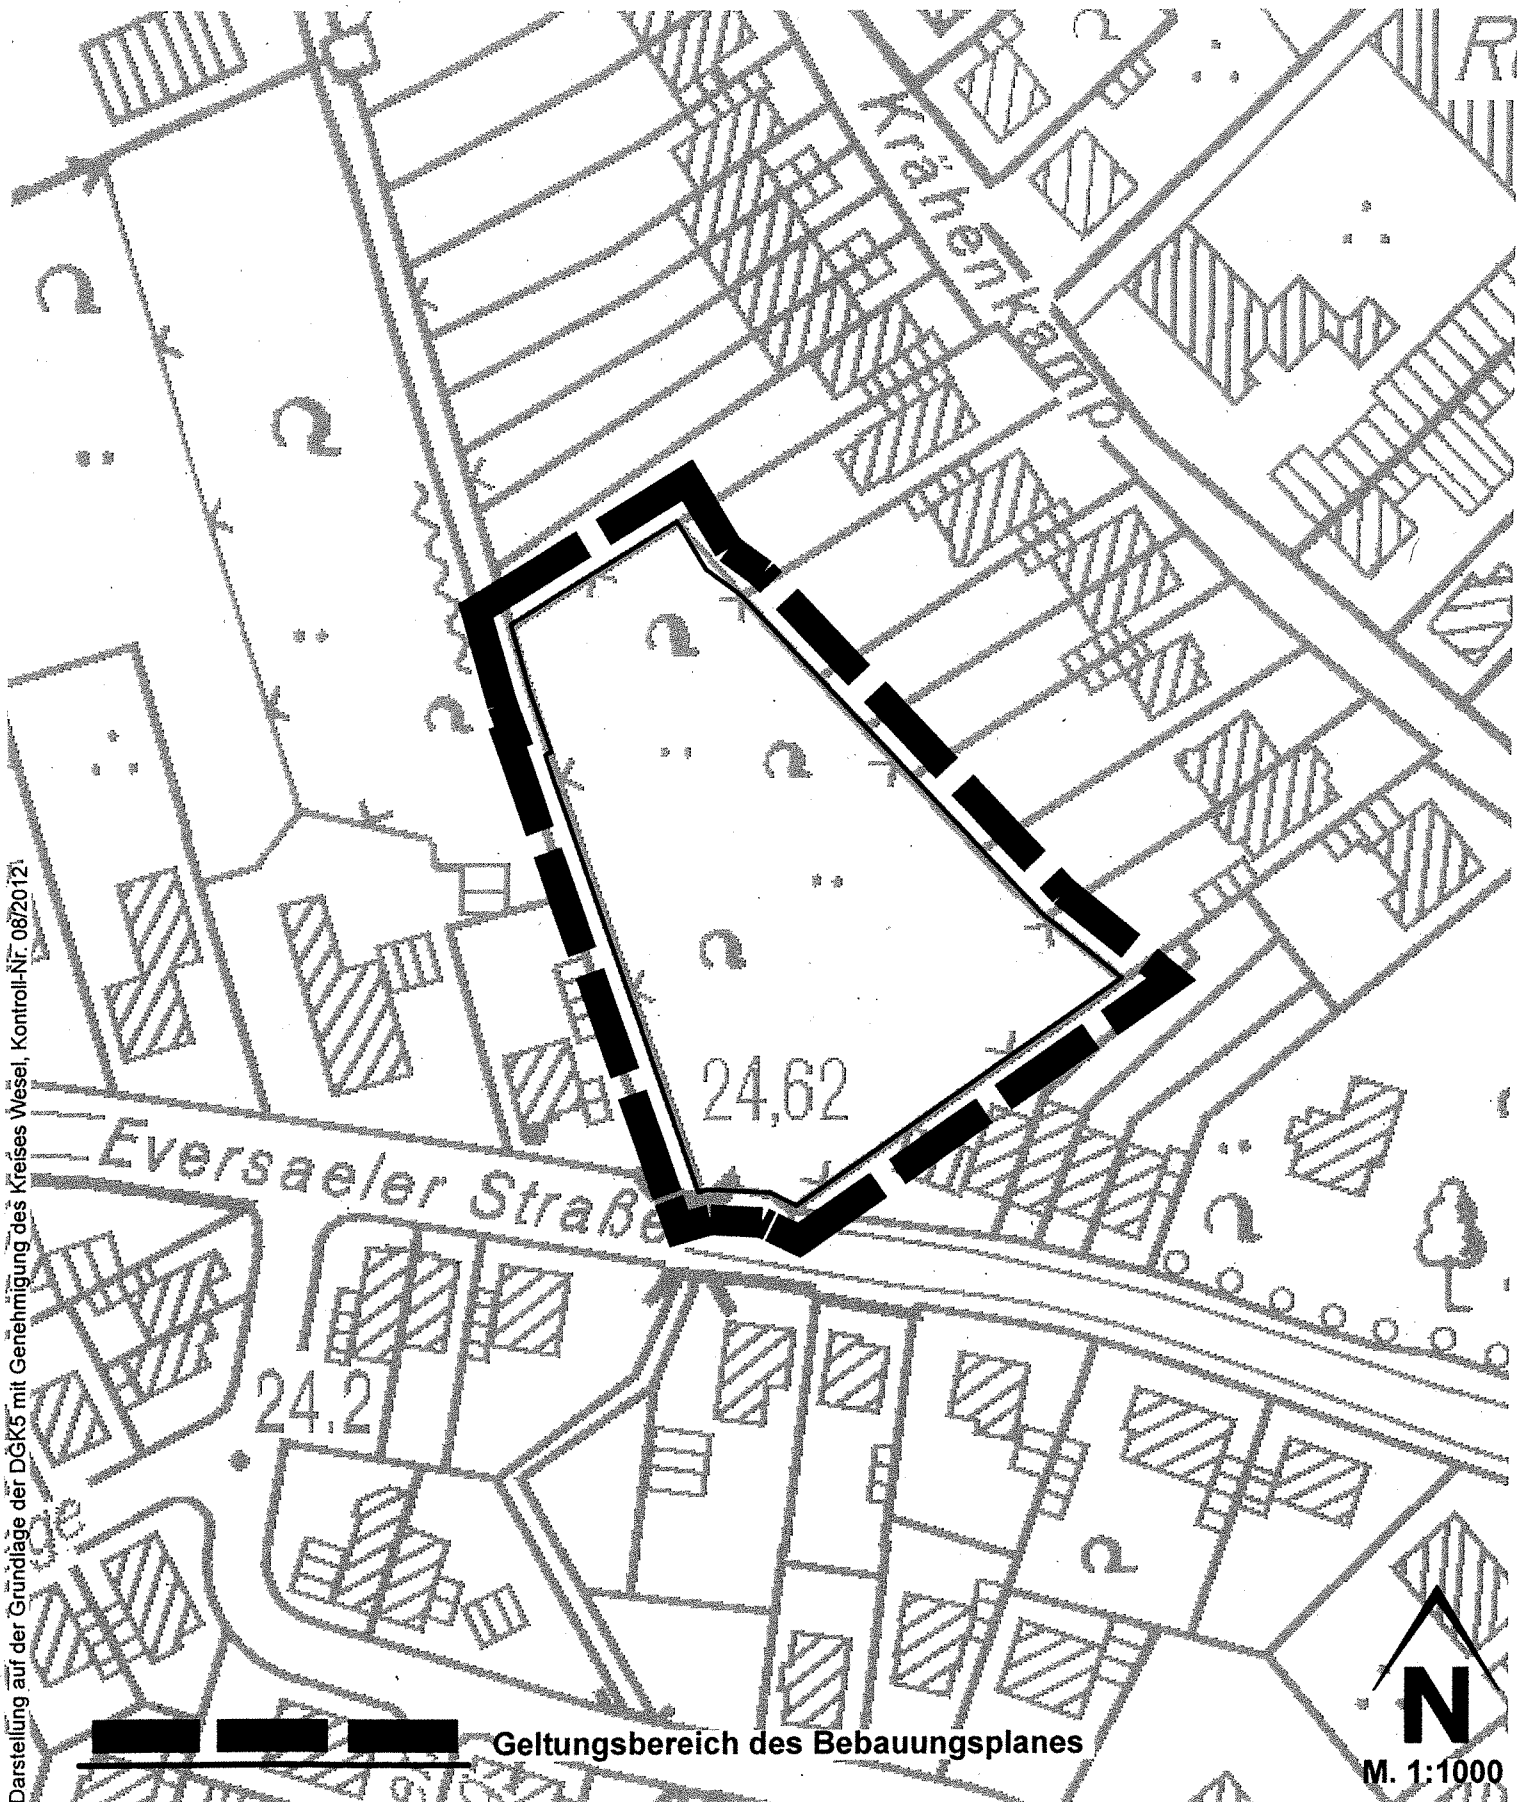 Krähenkamp
24,62
Eversaeler Straße
24.2
ge
Geltungsbereich des Bebauungsplanes
N
M. 1:1000
Darstellung auf der Grundlage der DGK5 mit Genehmigung des Kreises Wesel, Kontroll-Nr. 08/2012